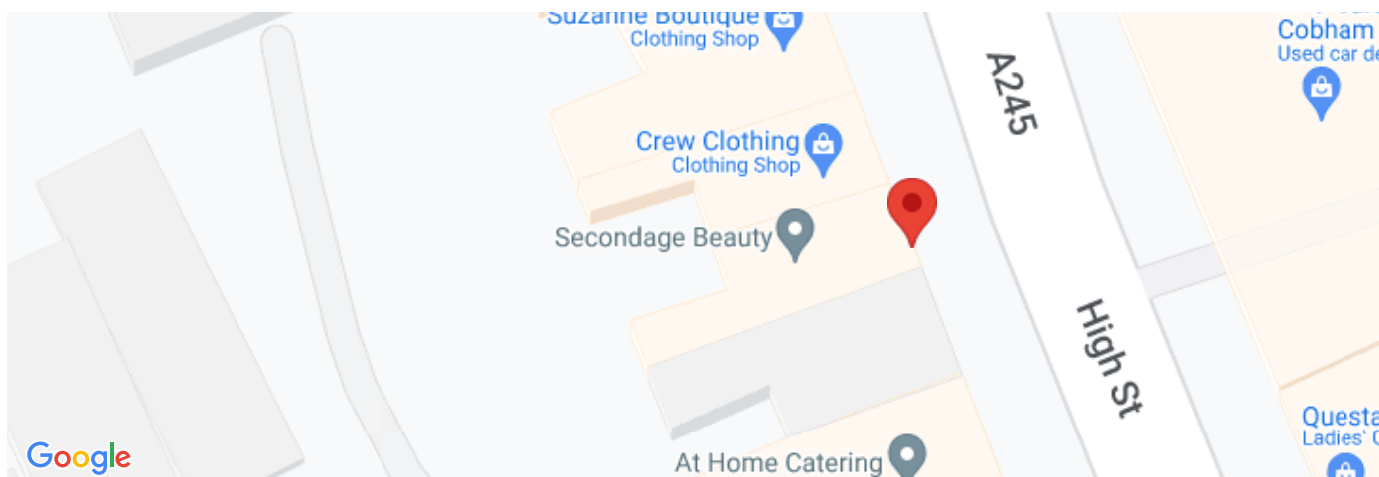 Suzanne Boutique
Clothing Shop
Cobham
Used car de
A245
Crew Clothing
Clothing Shop
Secondage Beauty
High St
Questa
Ladies' C
At Home Catering
Google